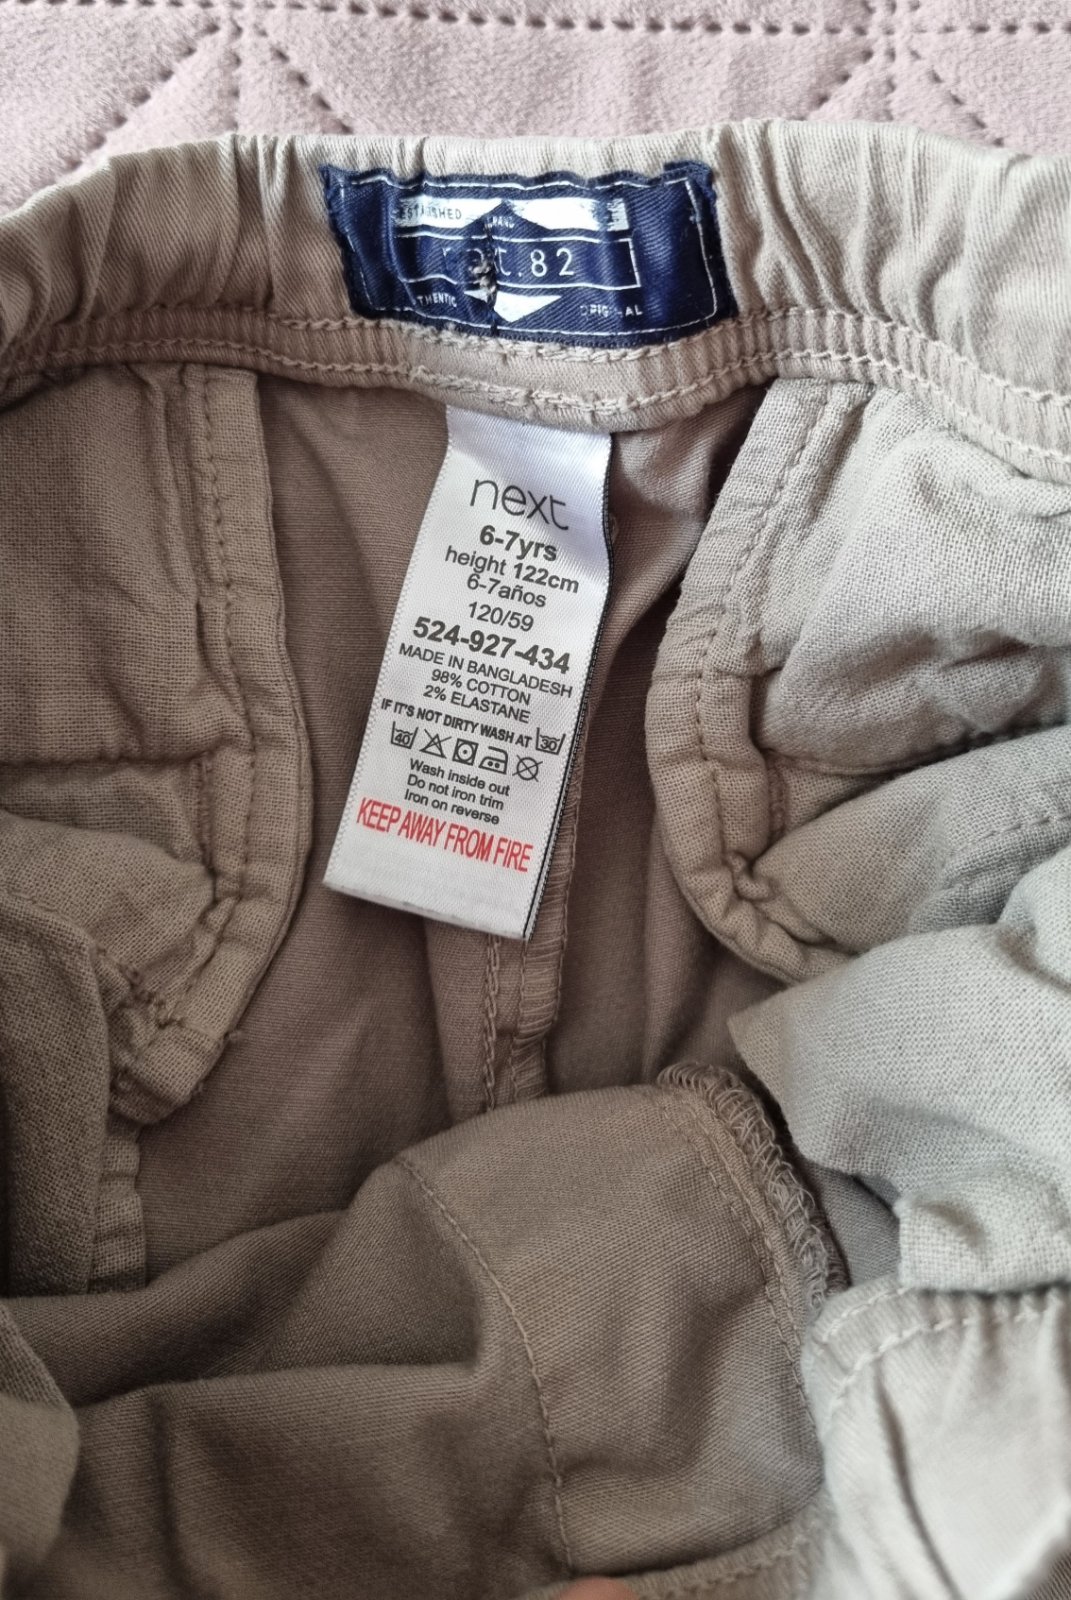 ESTABLISHED
BRAND
.82
AUTHENTIC
ORIGINAL
next
6-7yrs
height 122cm
6-7años
120/59
524-927-434
MADE IN BANGLADESH
98% COTTON
2% ELASTANE
IF IT'S NOT DIRTY WASH AT 30
40
Wash inside out
Do not iron trim
Iron on reverse
KEEP AWAY FROM FIRE